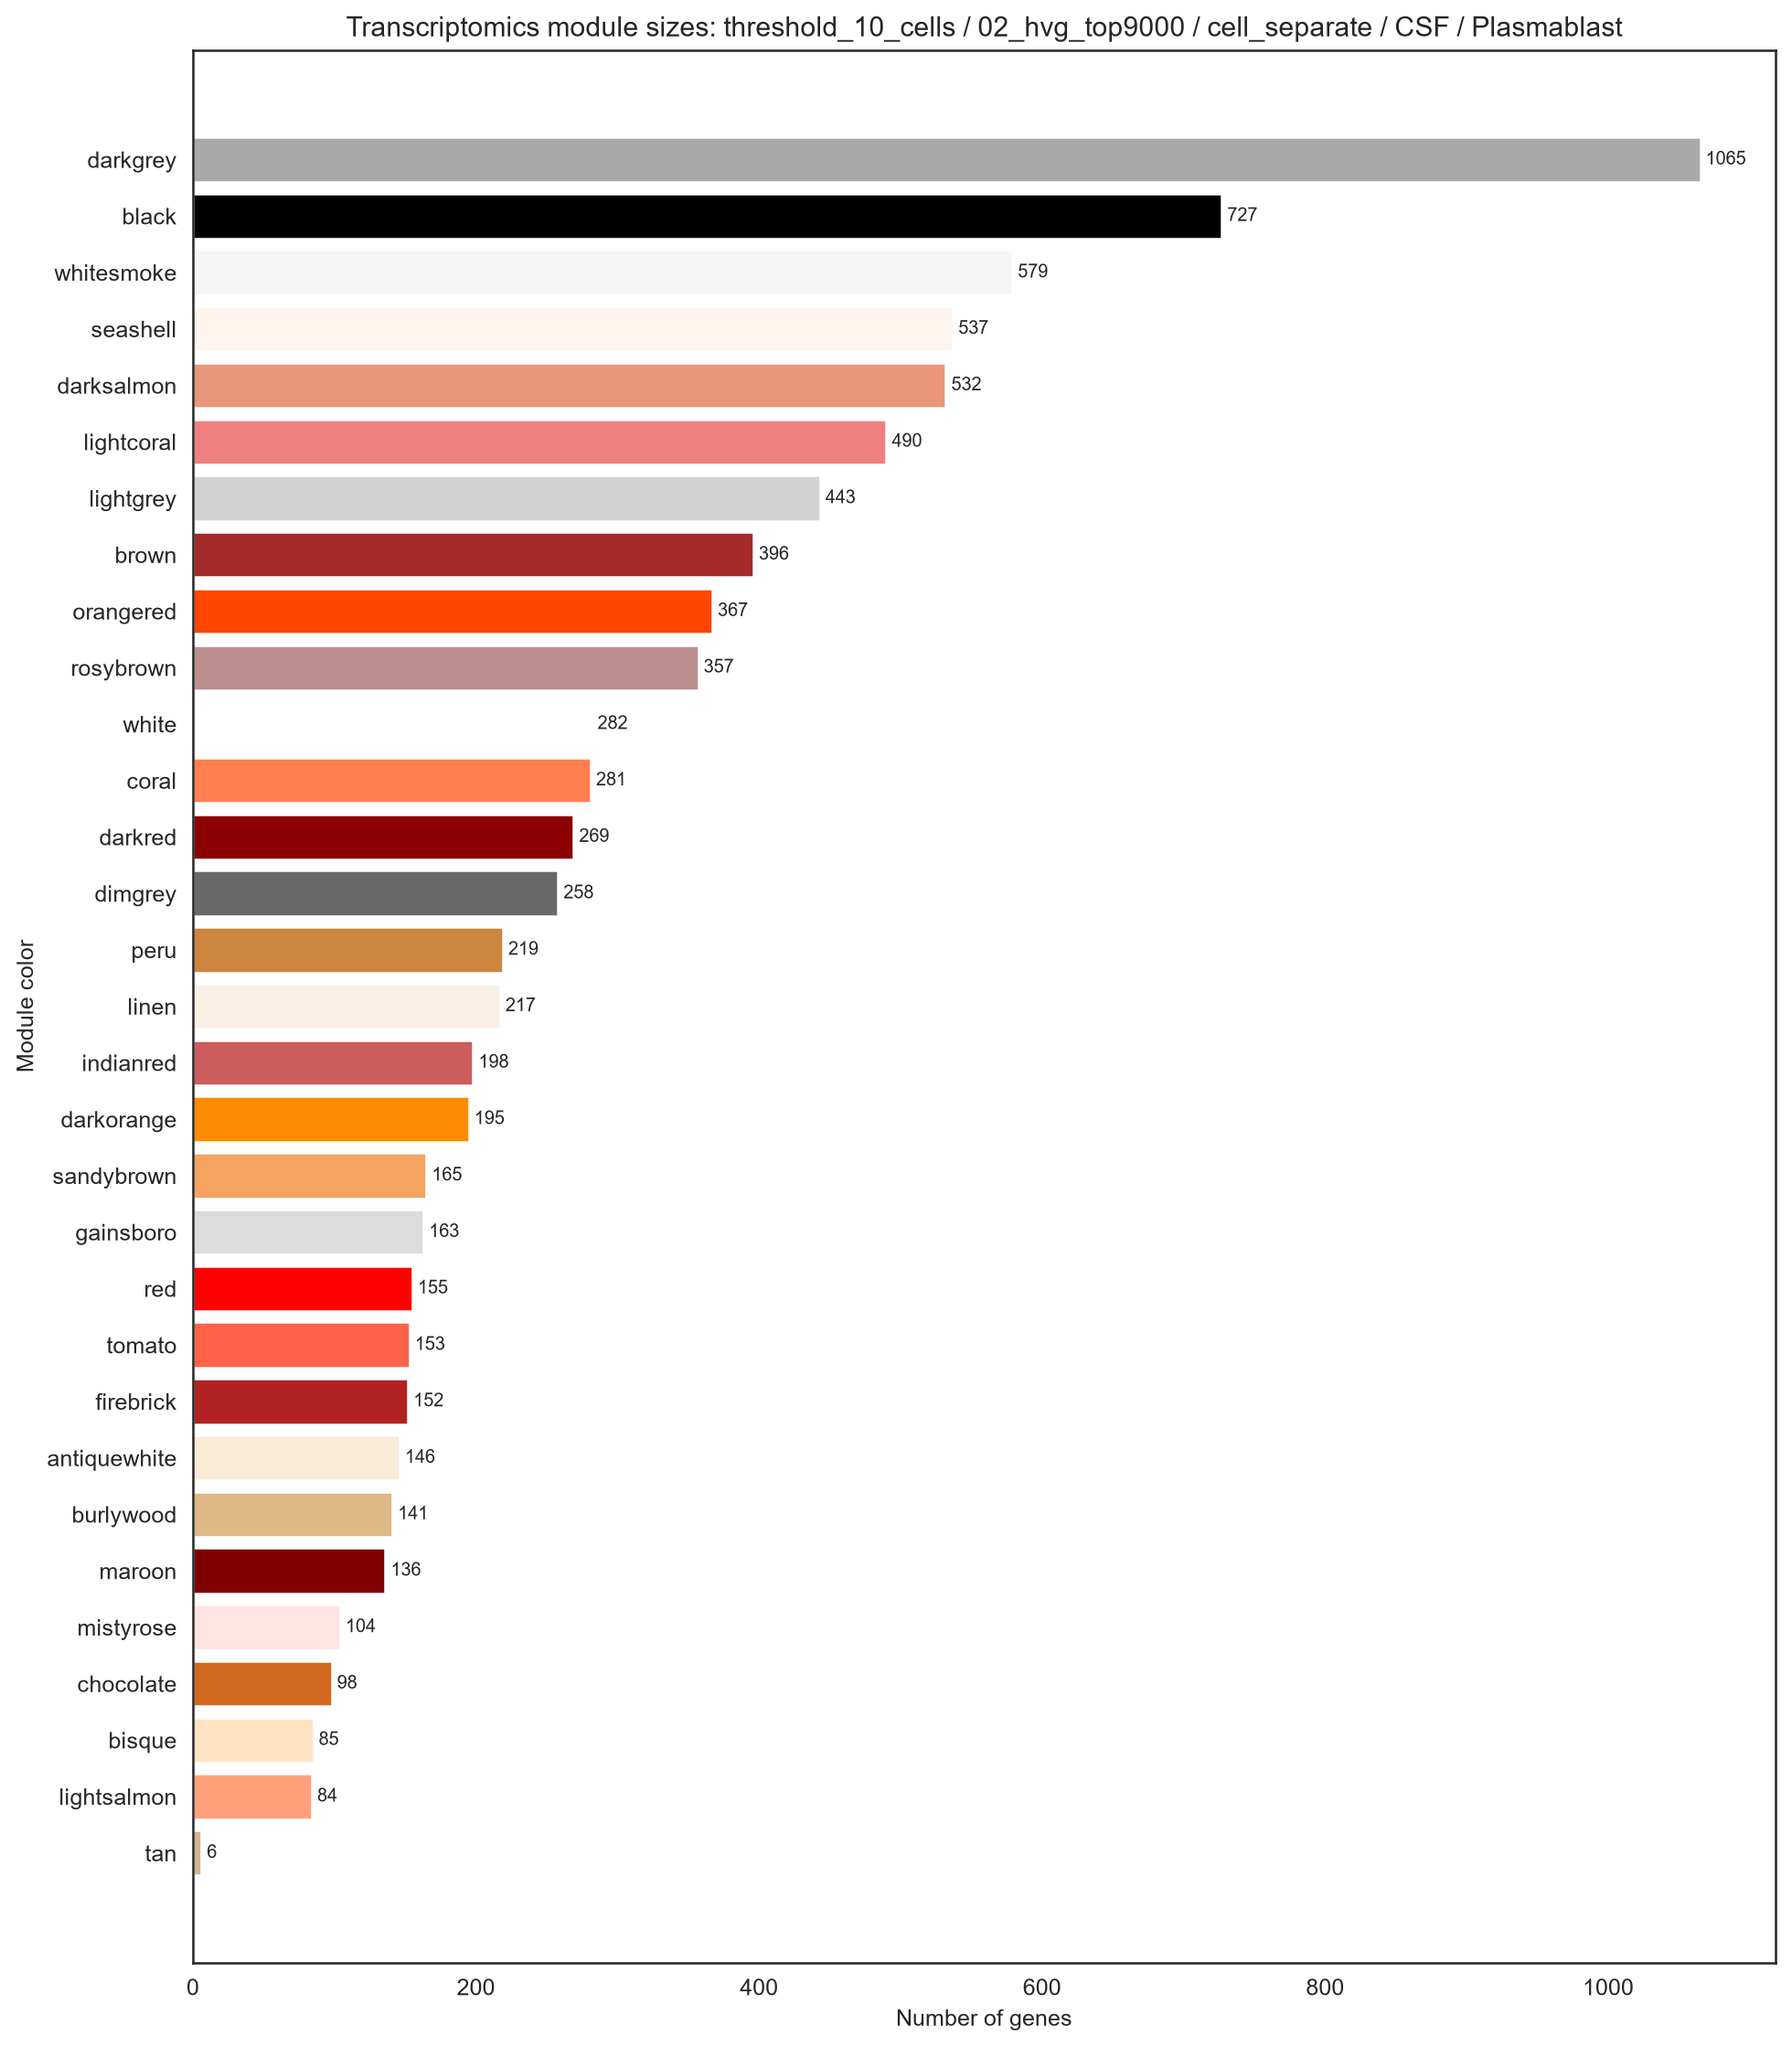 Transcriptomics module sizes: threshold_10_cells / 02_hvg_top9000 / cell_separate / CSF / Plasmablast
Module color
darkgrey 1065
black 727
whitesmoke 579
seashell 537
darksalmon 532
lightcoral 490
lightgrey 443
brown 396
orangered 367
rosybrown 357
white 282
coral 281
darkred 269
dimgrey 258
peru 219
linen 217
indianred 198
darkorange 195
sandybrown 165
gainsboro 163
red 155
tomato 153
firebrick 152
antiquewhite 146
burlywood 141
maroon 136
mistyrose 104
chocolate 98
bisque 85
lightsalmon 84
tan 6
0 200 400 600 800 1000
Number of genes